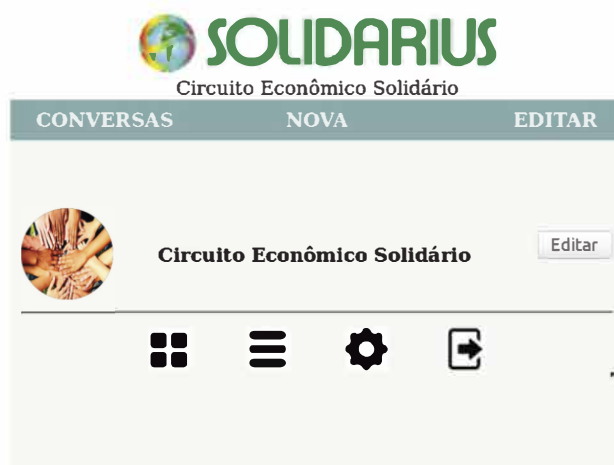 SOLIDARIUS
Circuito Econômico Solidário
CONVERSAS NOVA EDITAR
Circuito Econômico Solidário Editar